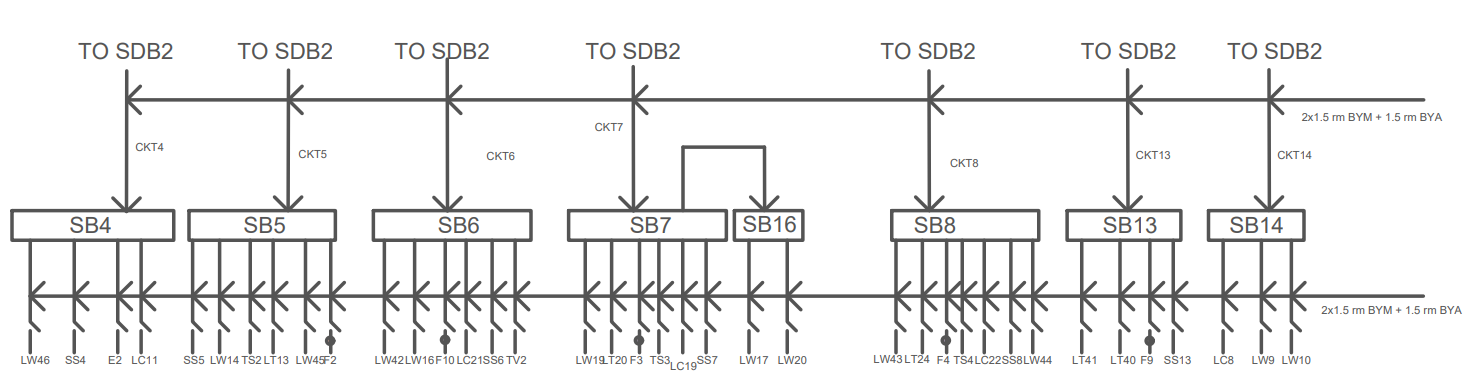 TO SDB2 TO SDB2 TO SDB2 TO SDB2 TO SDB2 TO SDB2 TO SDB2
2x1.5 rm BYM + 1.5 rm BYA
CKT4 CKT5 CKT6 CKT7 CKT8 CKT13 CKT14
SB4 SB5 SB6 SB7 SB16 SB8 SB13 SB14
2x1.5 rm BYM + 1.5 rm BYA
LW46 SS4 E2 LC11 SS5 LW14 TS2 LT13 LW45 F2 LW42 LW16 F10 LC21 SS6 TV2 LW19 LT20 F3 TS3 LC19 SS7 LW17 LW20 LW43 LT24 F4 TS4 LC22 SS8 LW44 LT41 LT40 F9 SS13 LC8 LW9 LW10